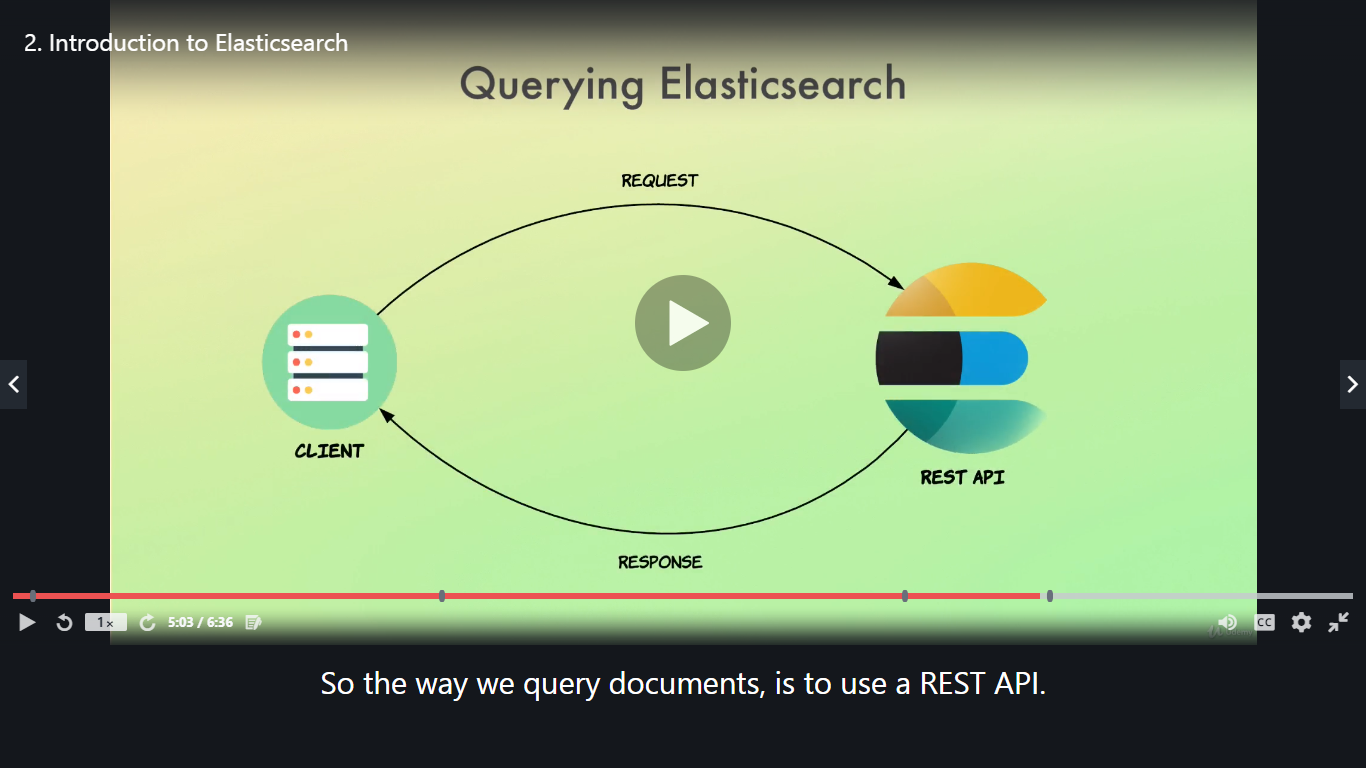 2. Introduction to Elasticsearch
Querying Elasticsearch
REQUEST
CLIENT
REST API
RESPONSE
1x
5:03 / 6:36
CC
So the way we query documents, is to use a REST API.